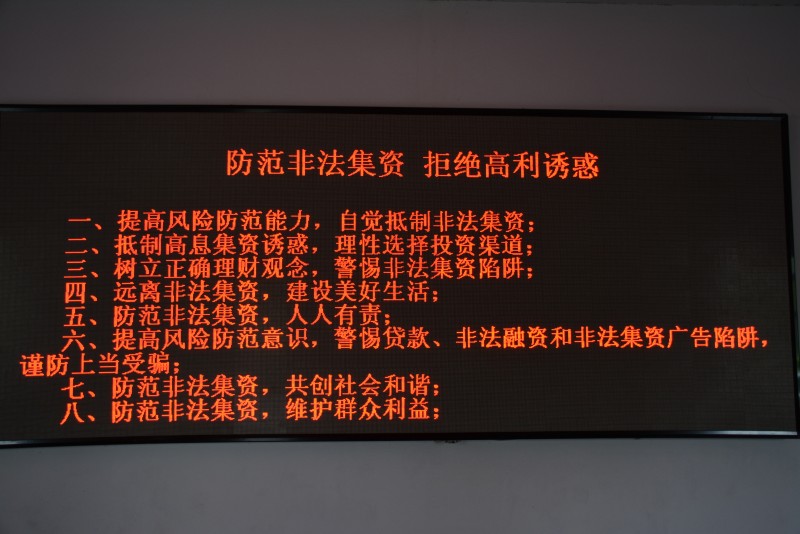 防范非法集资 拒绝高利诱惑
一、提高风险防范能力，自觉抵制非法集资；
二、抵制高息集资诱惑，理性选择投资渠道；
三、树立正确理财观念，警惕非法集资陷阱；
四、远离非法集资，建设美好生活；
五、防范非法集资，人人有责；
六、提高风险防范意识，警惕贷款、非法融资和非法集资广告陷阱，
谨防上当受骗；
七、防范非法集资，共创社会和谐；
八、防范非法集资，维护群众利益；